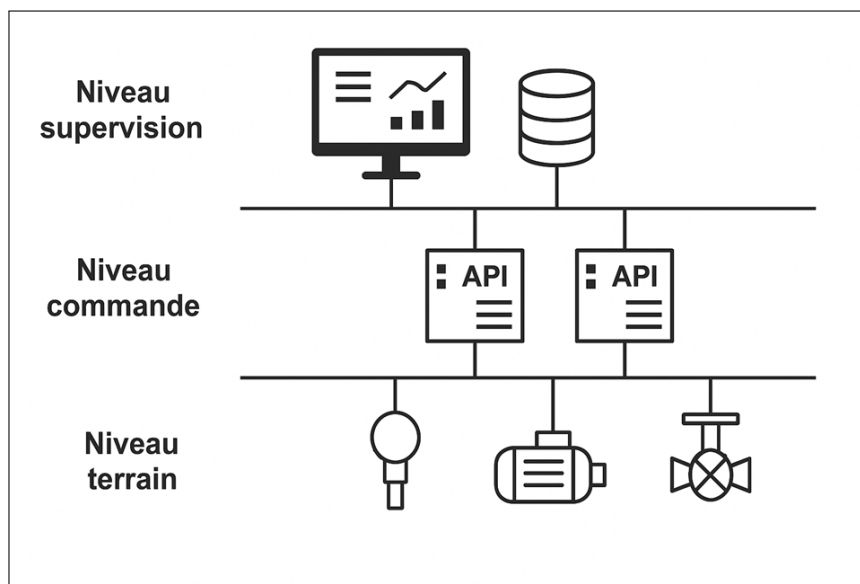 Niveau
supervision
Niveau
commande
API
API
Niveau
terrain